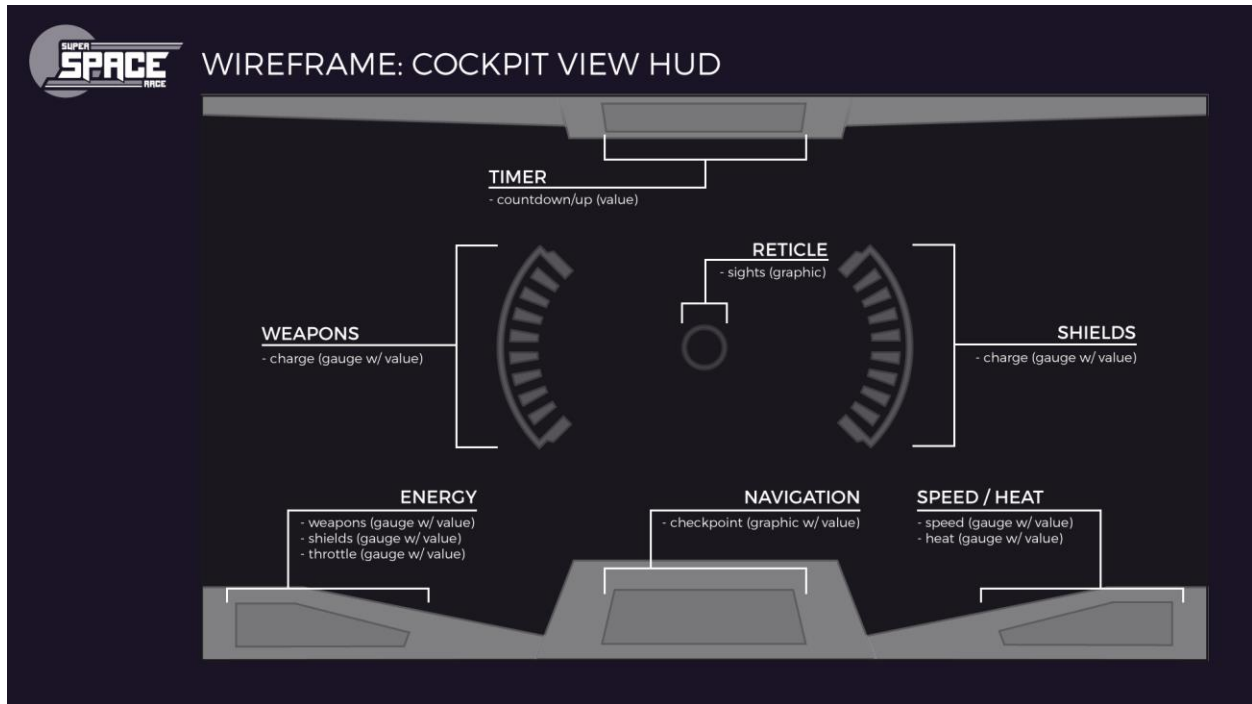 SUPER
SPACE
RACE
WIREFRAME: COCKPIT VIEW HUD
TIMER
- countdown/up (value)
RETICLE
- sights (graphic)
WEAPONS
- charge (gauge w/ value)
SHIELDS
- charge (gauge w/ value)
ENERGY
- weapons (gauge w/ value)
- shields (gauge w/ value)
- throttle (gauge w/ value)
NAVIGATION
- checkpoint (graphic w/ value)
SPEED / HEAT
- speed (gauge w/ value)
- heat (gauge w/ value)